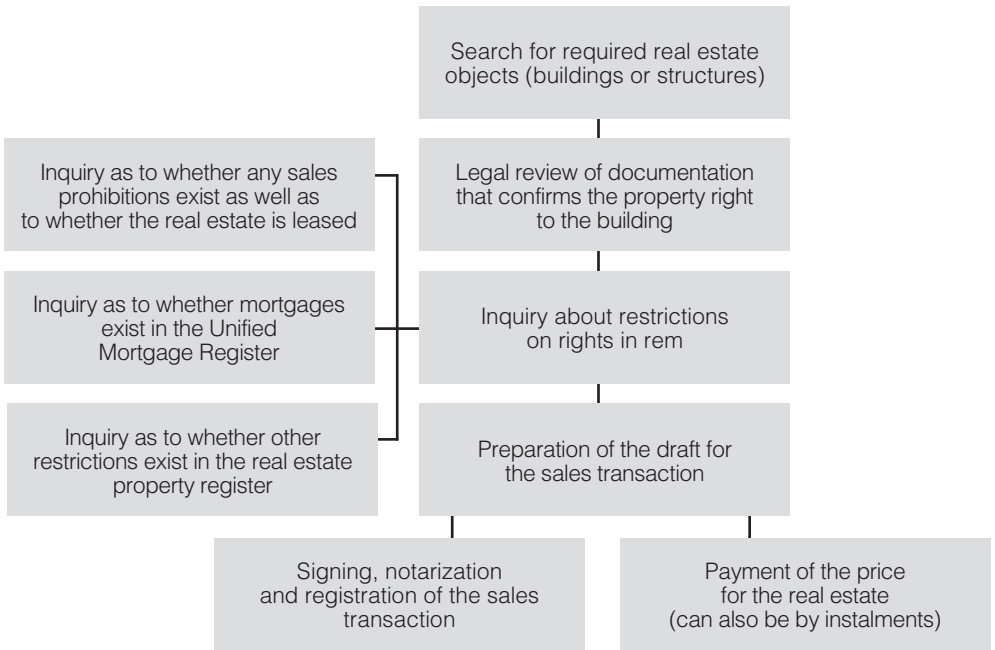 Search for required real estate
objects (buildings or structures)
Inquiry as to whether any sales
prohibitions exist as well as
to whether the real estate is leased
Legal review of documentation
that confirms the property right
to the building
Inquiry as to whether mortgages
exist in the Unified
Mortgage Register
Inquiry about restrictions
on rights in rem
Inquiry as to whether other
restrictions exist in the real estate
property register
Preparation of the draft for
the sales transaction
Signing, notarization
and registration of the sales
transaction
Payment of the price
for the real estate
(can also be by instalments)